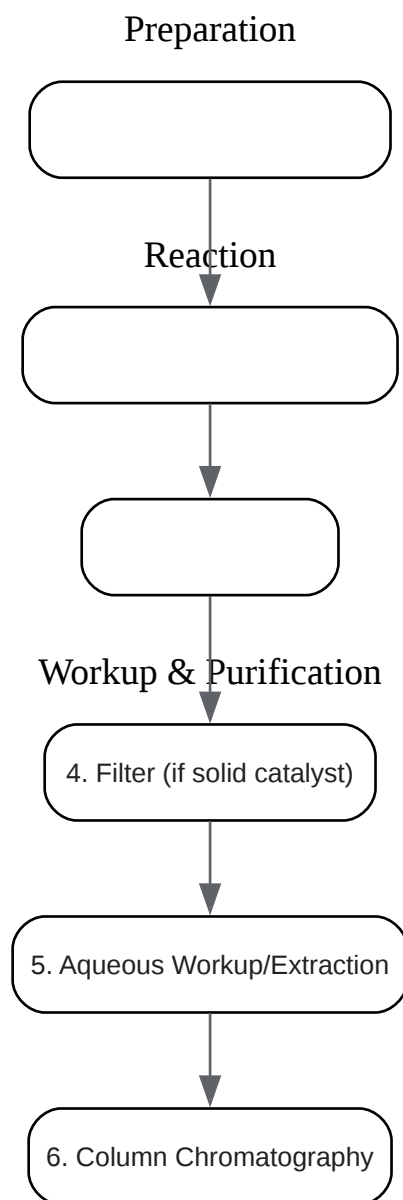 Preparation
Reaction
Workup & Purification
4. Filter (if solid catalyst)
5. Aqueous Workup/Extraction
6. Column Chromatography